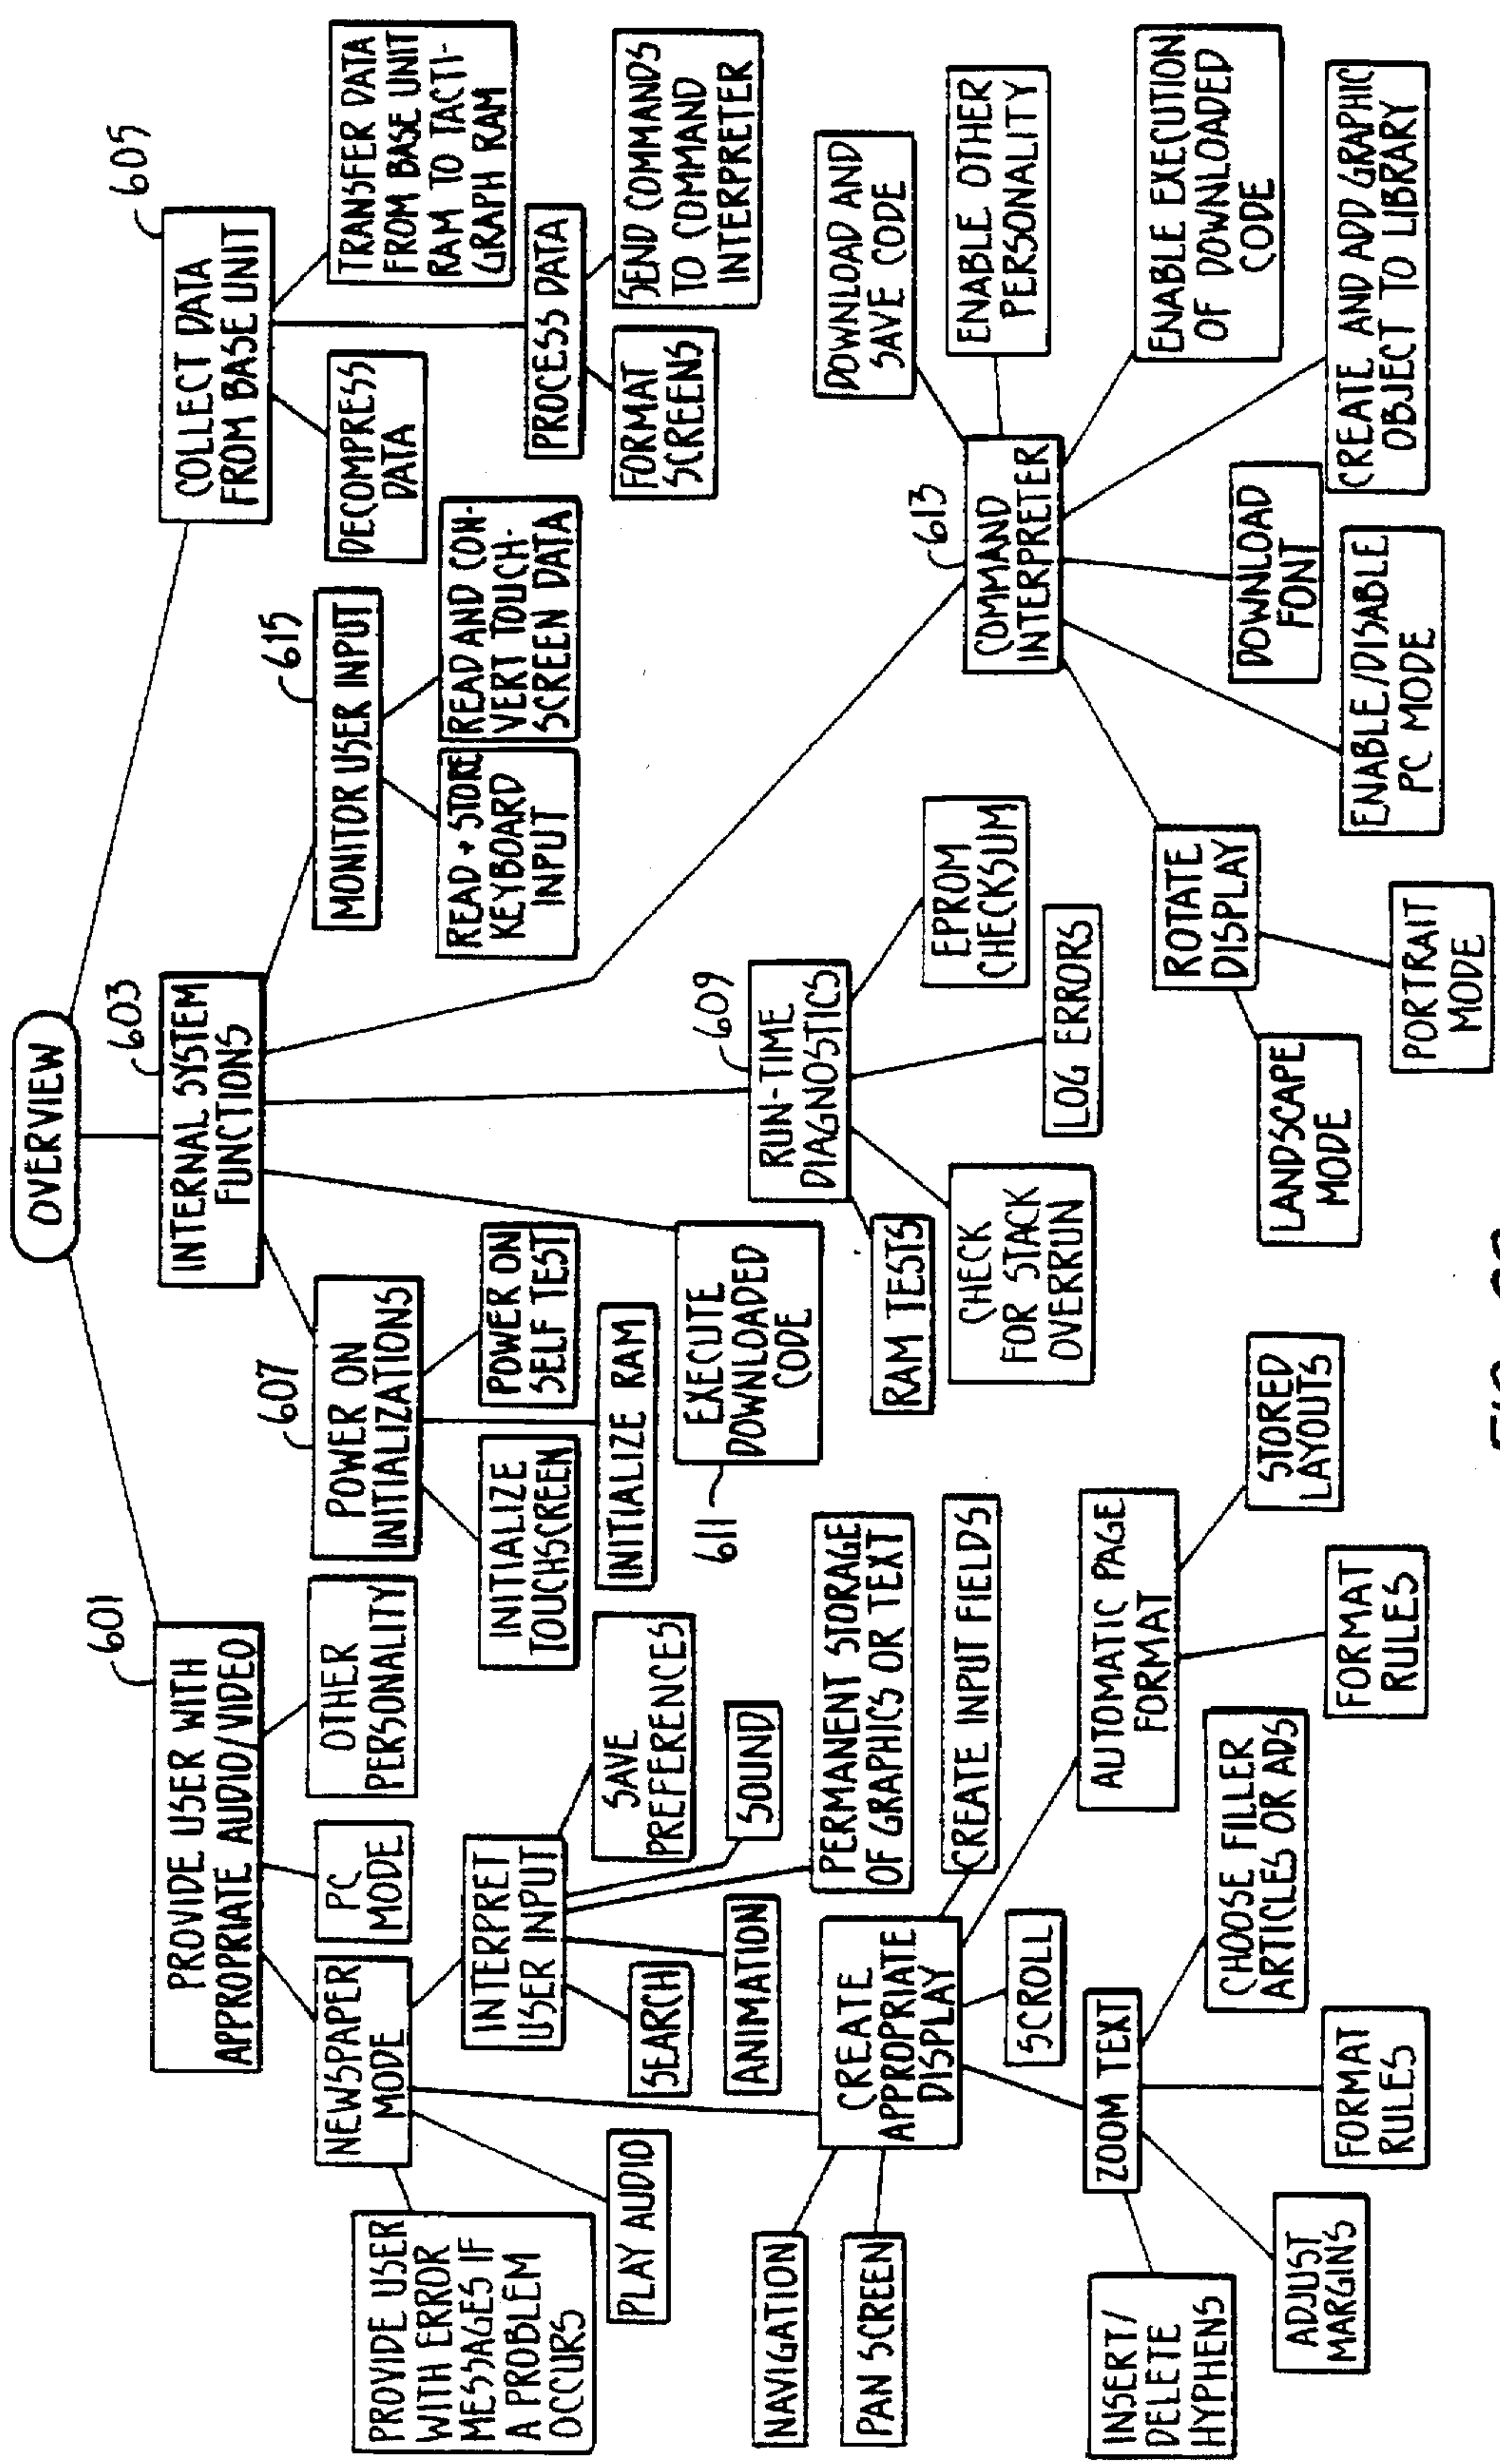 OVERVIEW
601
PROVIDE USER WITH
APPROPRIATE AUDIO/VIDEO
603
INTERNAL SYSTEM
FUNCTIONS
605
COLLECT DATA
FROM BASE UNIT
NEWSPAPER
MODE
PC
MODE
OTHER
PERSONALITY
607
POWER ON
INITIALIZATIONS
615
MONITOR USER INPUT
DECOMPRESS
DATA
TRANSFER DATA
FROM BASE UNIT
RAM TO TACTI-
GRAPH RAM
PROVIDE USER
WITH ERROR
MESSAGES IF
A PROBLEM
OCCURS
INTERPRET
USER INPUT
INITIALIZE
TOUCHSCREEN
POWER ON
SELF TEST
READ + STORE
KEYBOARD
INPUT
READ AND CON-
VERT TOUCH-
SCREEN DATA
PROCESS DATA
PLAY AUDIO
SEARCH
SAVE
PREFERENCES
INITIALIZE RAM
FORMAT
SCREENS
SEND COMMANDS
TO COMMAND
INTERPRETER
ANIMATION
SOUND
611
EXECUTE
DOWNLOADED
CODE
609
RUN-TIME
DIAGNOSTICS
NAVIGATION
PAN SCREEN
CREATE
APPROPRIATE
DISPLAY
PERMANENT STORAGE
OF GRAPHICS OR TEXT
CREATE INPUT FIELDS
RAM TESTS
CHECK
FOR STACK
OVERRUN
LOG ERRORS
EPROM
CHECKSUM
613
COMMAND
INTERPRETER
DOWNLOAD AND
SAVE CODE
ENABLE OTHER
PERSONALITY
SCROLL
ZOOM TEXT
AUTOMATIC PAGE
FORMAT
ROTATE
DISPLAY
ENABLE EXECUTION
OF DOWNLOADED
CODE
INSERT/
DELETE
HYPHENS
ADJUST
MARGINS
FORMAT
RULES
CHOOSE FILLER
ARTICLES OR ADS
FORMAT
RULES
STORED
LAYOUTS
LANDSCAPE
MODE
PORTRAIT
MODE
ENABLE/DISABLE
PC MODE
DOWNLOAD
FONT
CREATE AND ADD GRAPHIC
OBJECT TO LIBRARY